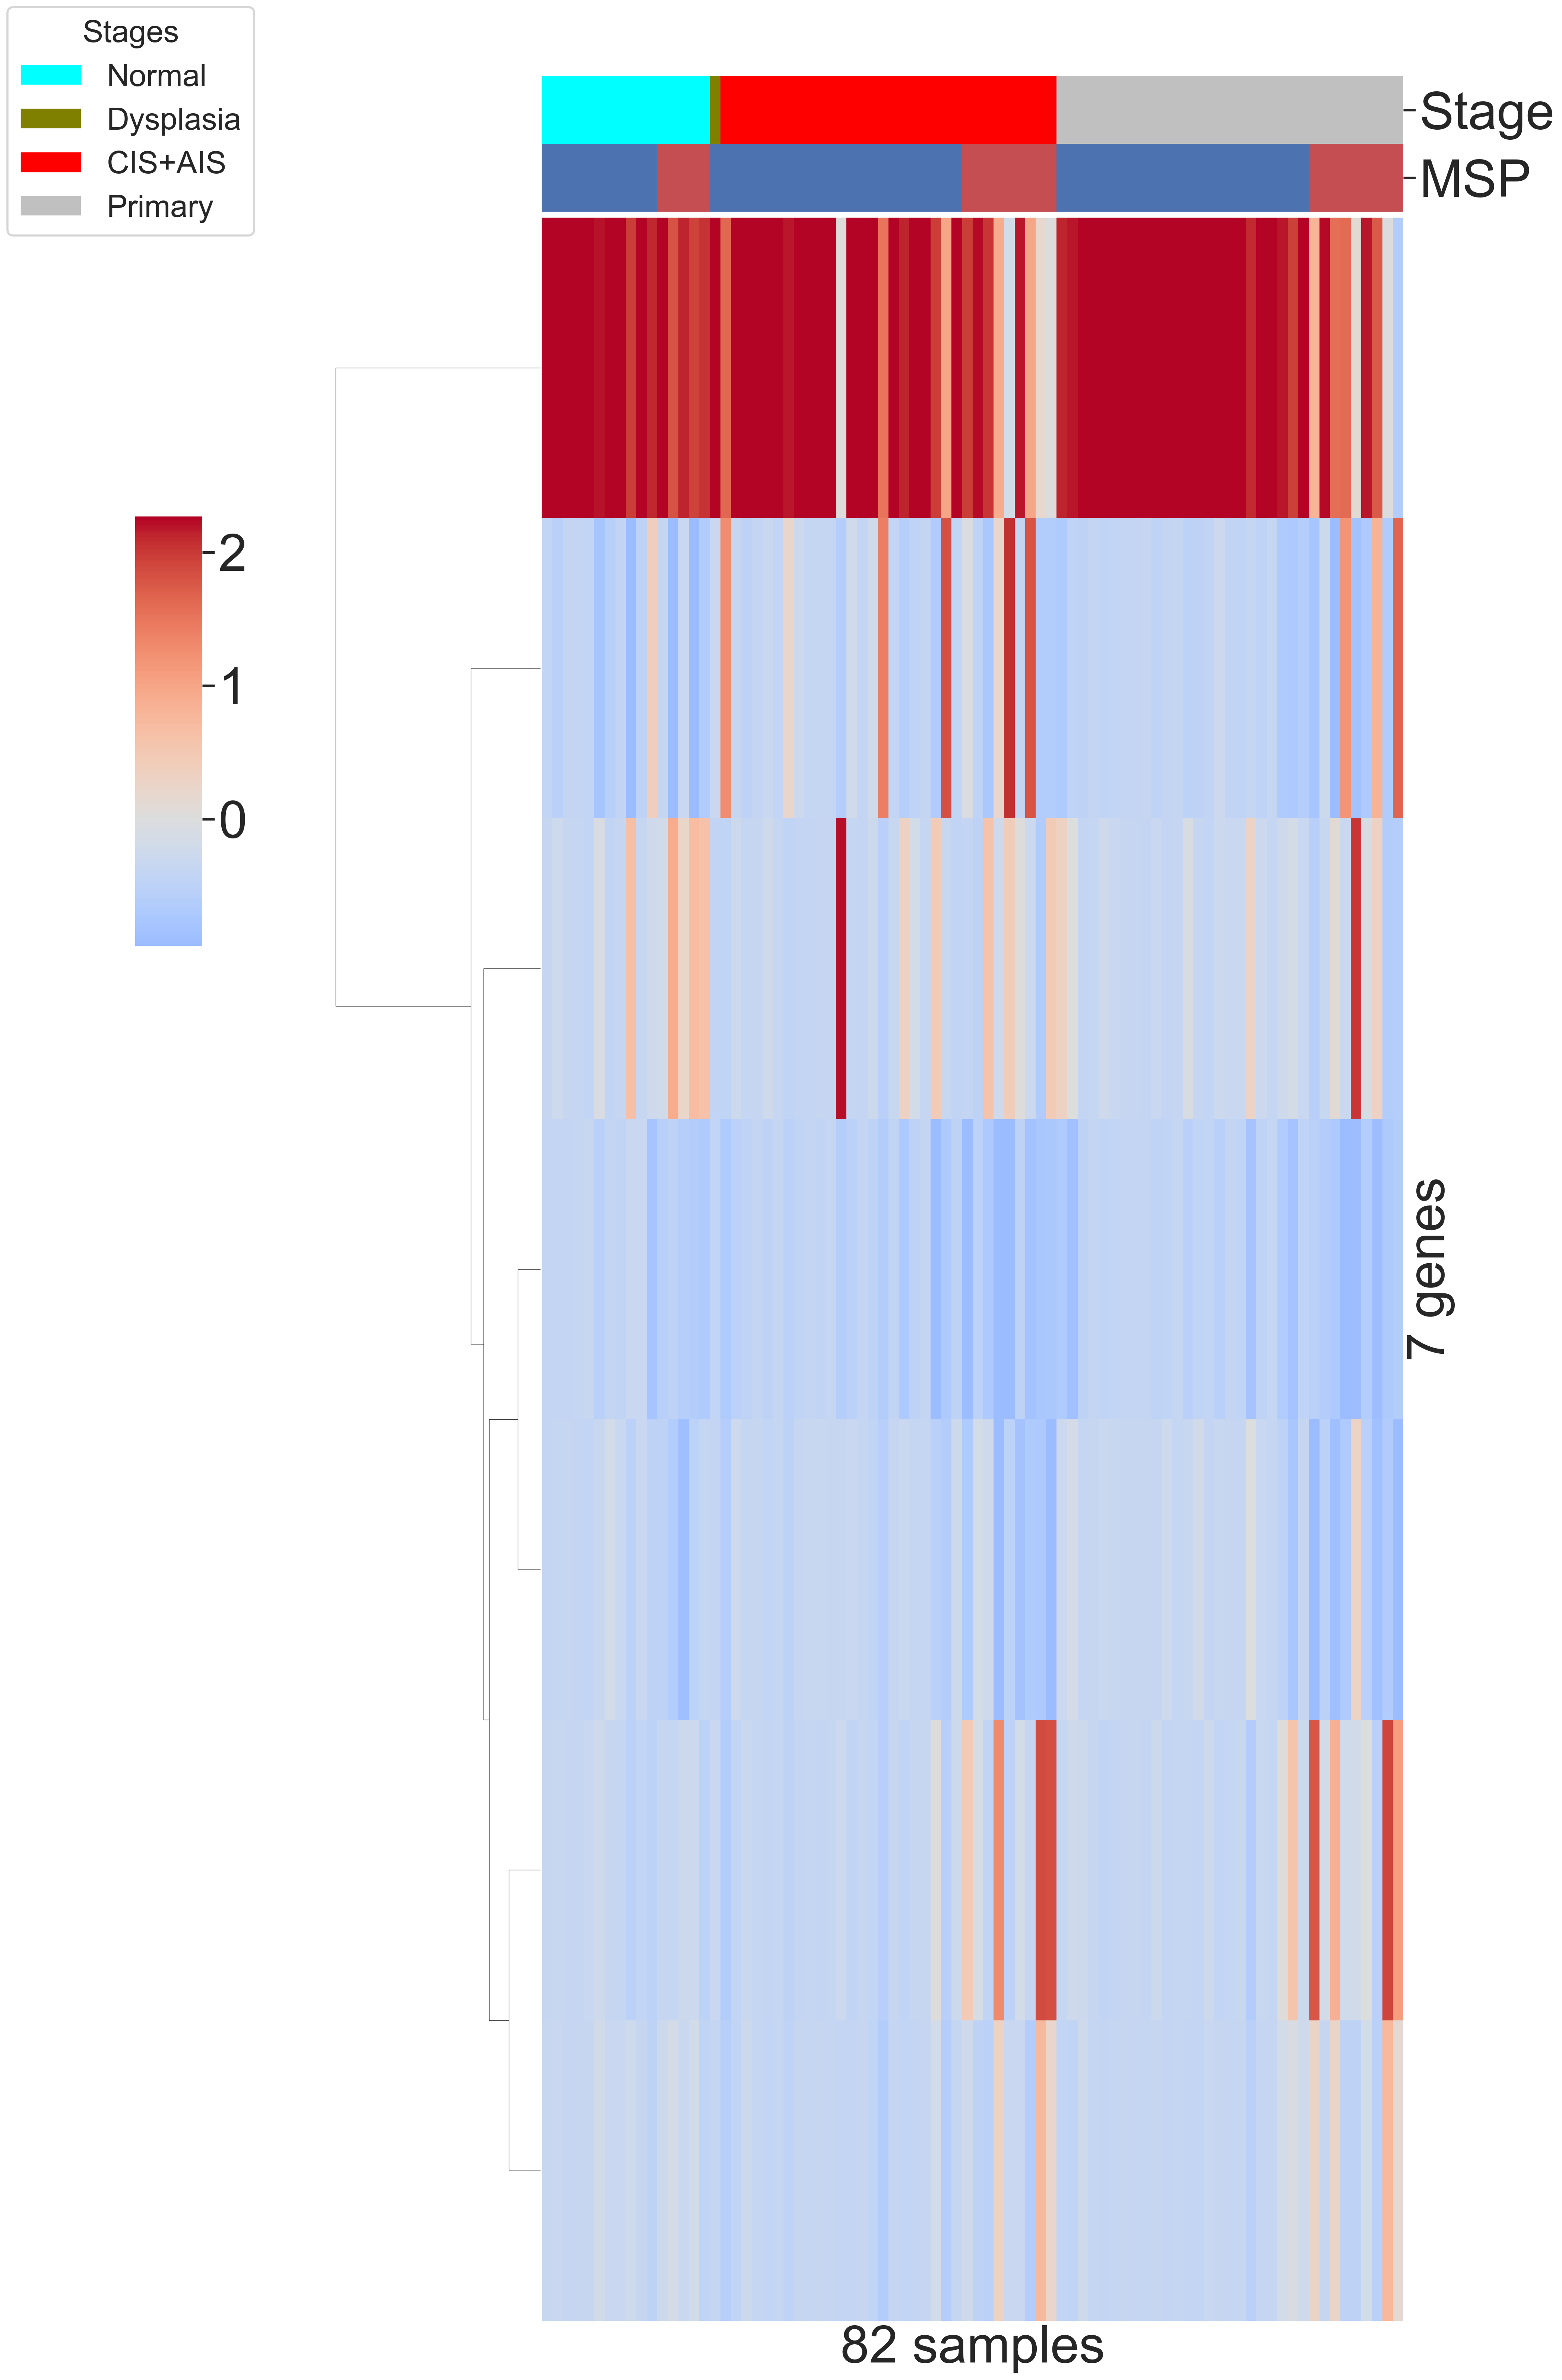 Stages
Normal
Dysplasia
CIS+AIS
Primary
Stage
MSP
2
1
0
7 genes
82 samples